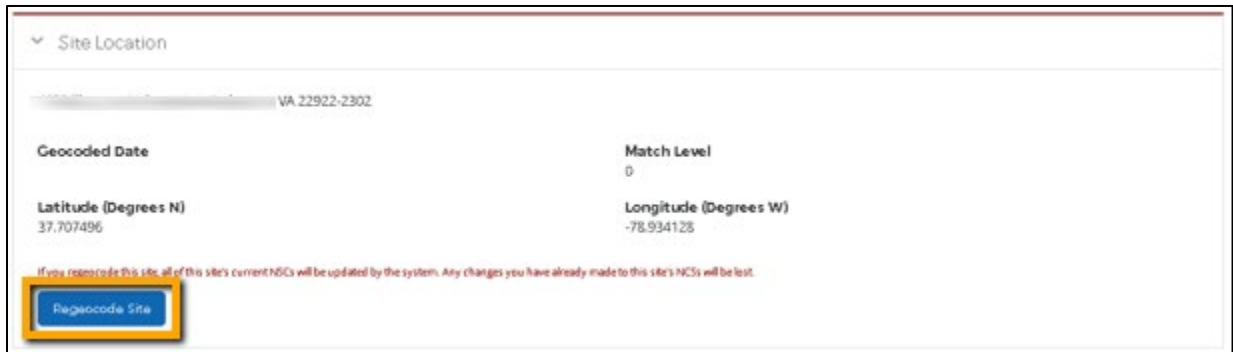 Site Location
VA 22922-2302
Geocoded Date
Match Level
0
Latitude (Degrees N)
Longitude (Degrees W)
37.707496
-78.934128
If you regeocode this site, all of this site's current NSCs will be updated by the system. Any changes you have already made to this site's NCSs will be lost.
Regeocode Site